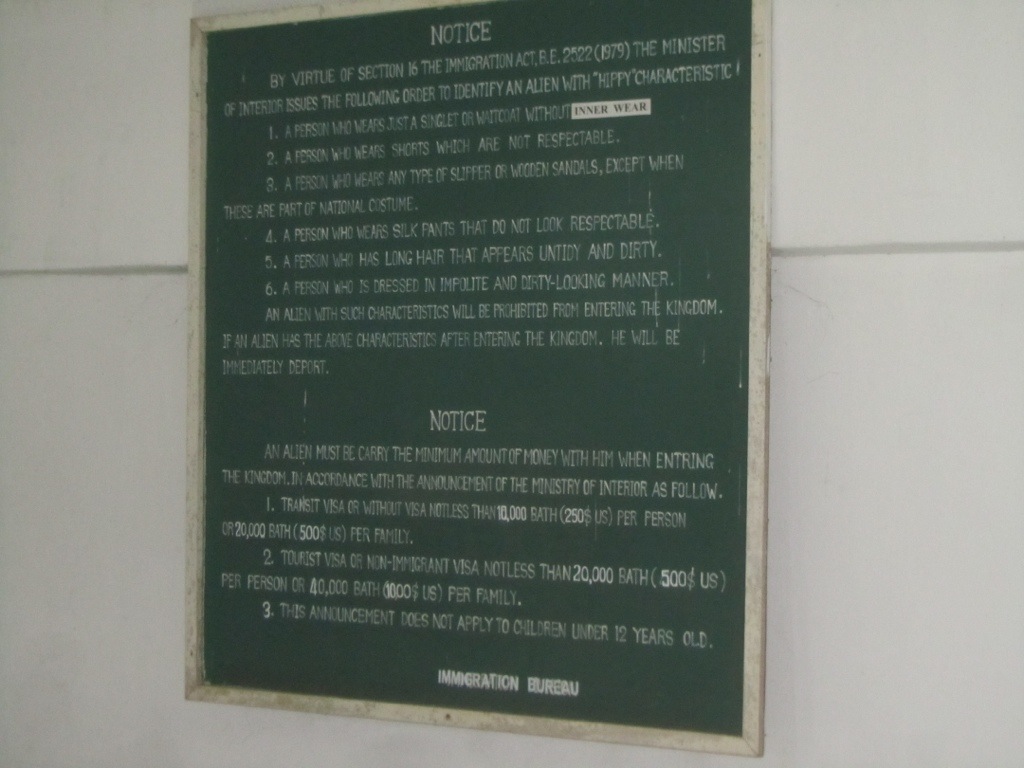 NOTICE
BY VIRTUE OF SECTION 16 THE IMMIGRATION ACT, B.E. 2522 (1979) THE MINISTER
OF INTERIOR ISSUES THE FOLLOWING ORDER TO IDENTIFY AN ALIEN WITH "HIPPY" CHARACTERISTIC
1. A PERSON WHO WEARS JUST A SINGLET OR WAITCOAT WITHOUT INNER WEAR
2. A PERSON WHO WEARS SHORTS WHICH ARE NOT RESPECTABLE.
3. A PERSON WHO WEARS ANY TYPE OF SLIPPER OR WOODEN SANDALS, EXCEPT WHEN
THESE ARE PART OF NATIONAL COSTUME.
4. A PERSON WHO WEARS SILK PANTS THAT DO NOT LOOK RESPECTABLE.
5. A PERSON WHO HAS LONG HAIR THAT APPEARS UNTIDY AND DIRTY.
6. A PERSON WHO IS DRESSED IN IMPOLITE AND DIRTY-LOOKING MANNER.
AN ALIEN WITH SUCH CHARACTERISTICS WILL BE PROHIBITED FROM ENTERING THE KINGDOM.
IF AN ALIEN HAS THE ABOVE CHARACTERISTICS AFTER ENTERING THE KINGDOM. HE WILL BE
IMMEDIATELY DEPORT.
NOTICE
AN ALIEN MUST BE CARRY THE MINIMUM AMOUNT OF MONEY WITH HIM WHEN ENTRING
THE KINGDOM. IN ACCORDANCE WITH THE ANNOUNCEMENT OF THE MINISTRY OF INTERIOR AS FOLLOW.
1. TRANSIT VISA OR WITHOUT VISA NOTLESS THAN 10,000 BATH (250$ US) PER PERSON
OR 20,000 BATH (500$ US) PER FAMILY.
2. TOURIST VISA OR NON-IMMIGRANT VISA NOTLESS THAN 20,000 BATH (500$ US)
PER PERSON OR 40,000 BATH (1000$ US) PER FAMILY.
3. THIS ANNOUNCEMENT DOES NOT APPLY TO CHILDREN UNDER 12 YEARS OLD.
IMMIGRATION BUREAU